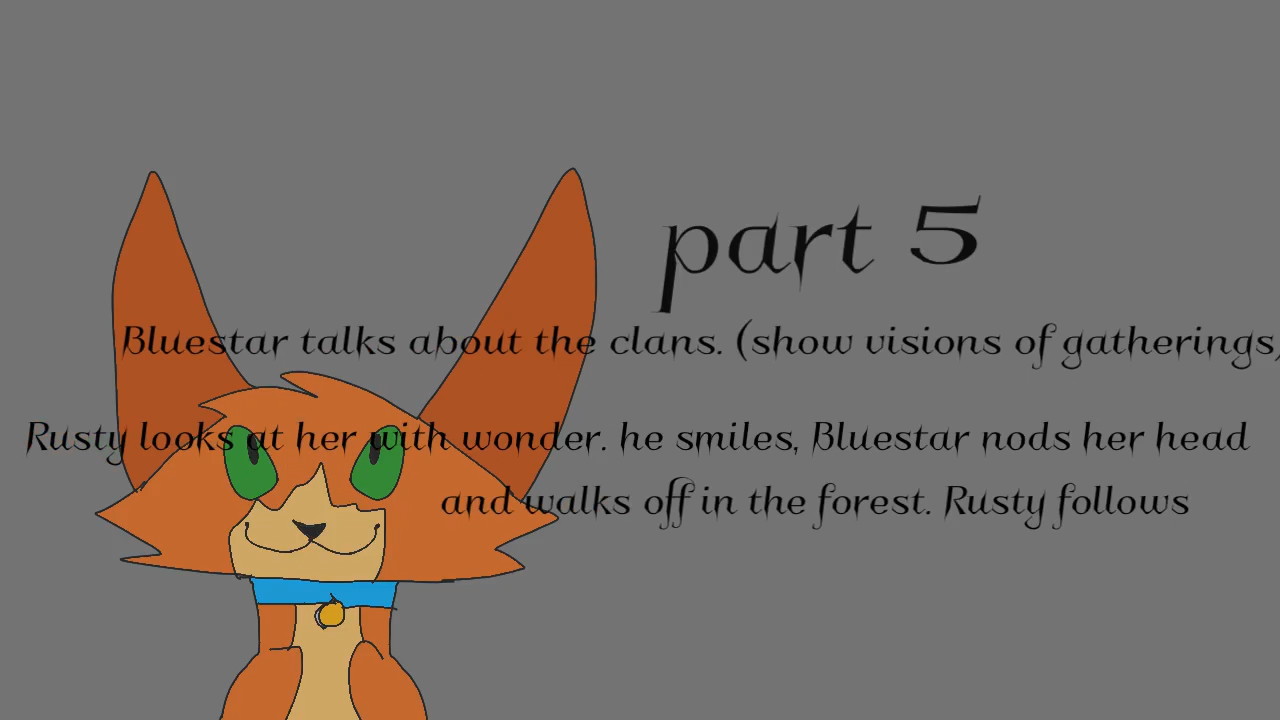 part 5
Bluestar talks about the clans. (show visions of gatherings)
Rusty looks at her with wonder. he smiles, Bluestar nods her head
and walks off in the forest. Rusty follows